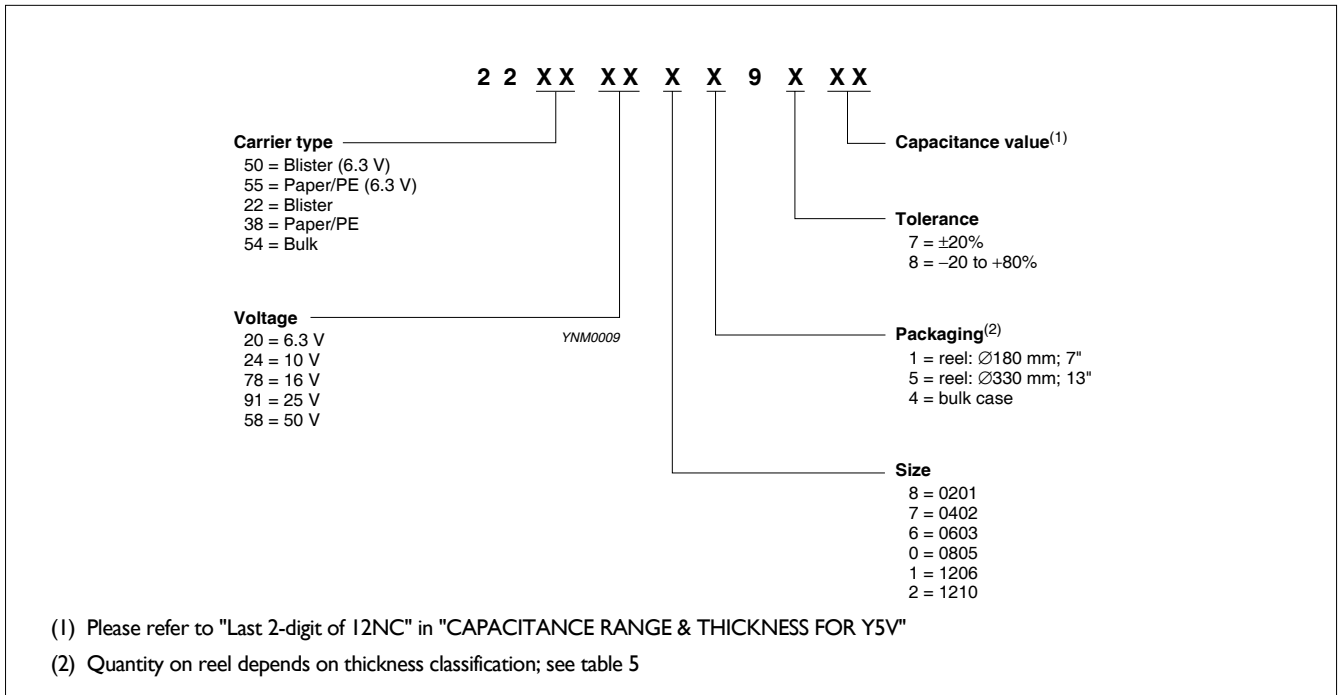 2 2 X X X X X X 9 X X X
Carrier type
50 = Blister (6.3 V)
55 = Paper/PE (6.3 V)
22 = Blister
38 = Paper/PE
54 = Bulk
Voltage
20 = 6.3 V
24 = 10 V
78 = 16 V
91 = 25 V
58 = 50 V
YNM0009
Capacitance value(1)
Tolerance
7 = ±20%
8 = −20 to +80%
Packaging(2)
1 = reel: ∅180 mm; 7"
5 = reel: ∅330 mm; 13"
4 = bulk case
Size
8 = 0201
7 = 0402
6 = 0603
0 = 0805
1 = 1206
2 = 1210
(1) Please refer to "Last 2-digit of 12NC" in "CAPACITANCE RANGE & THICKNESS FOR Y5V"
(2) Quantity on reel depends on thickness classification; see table 5